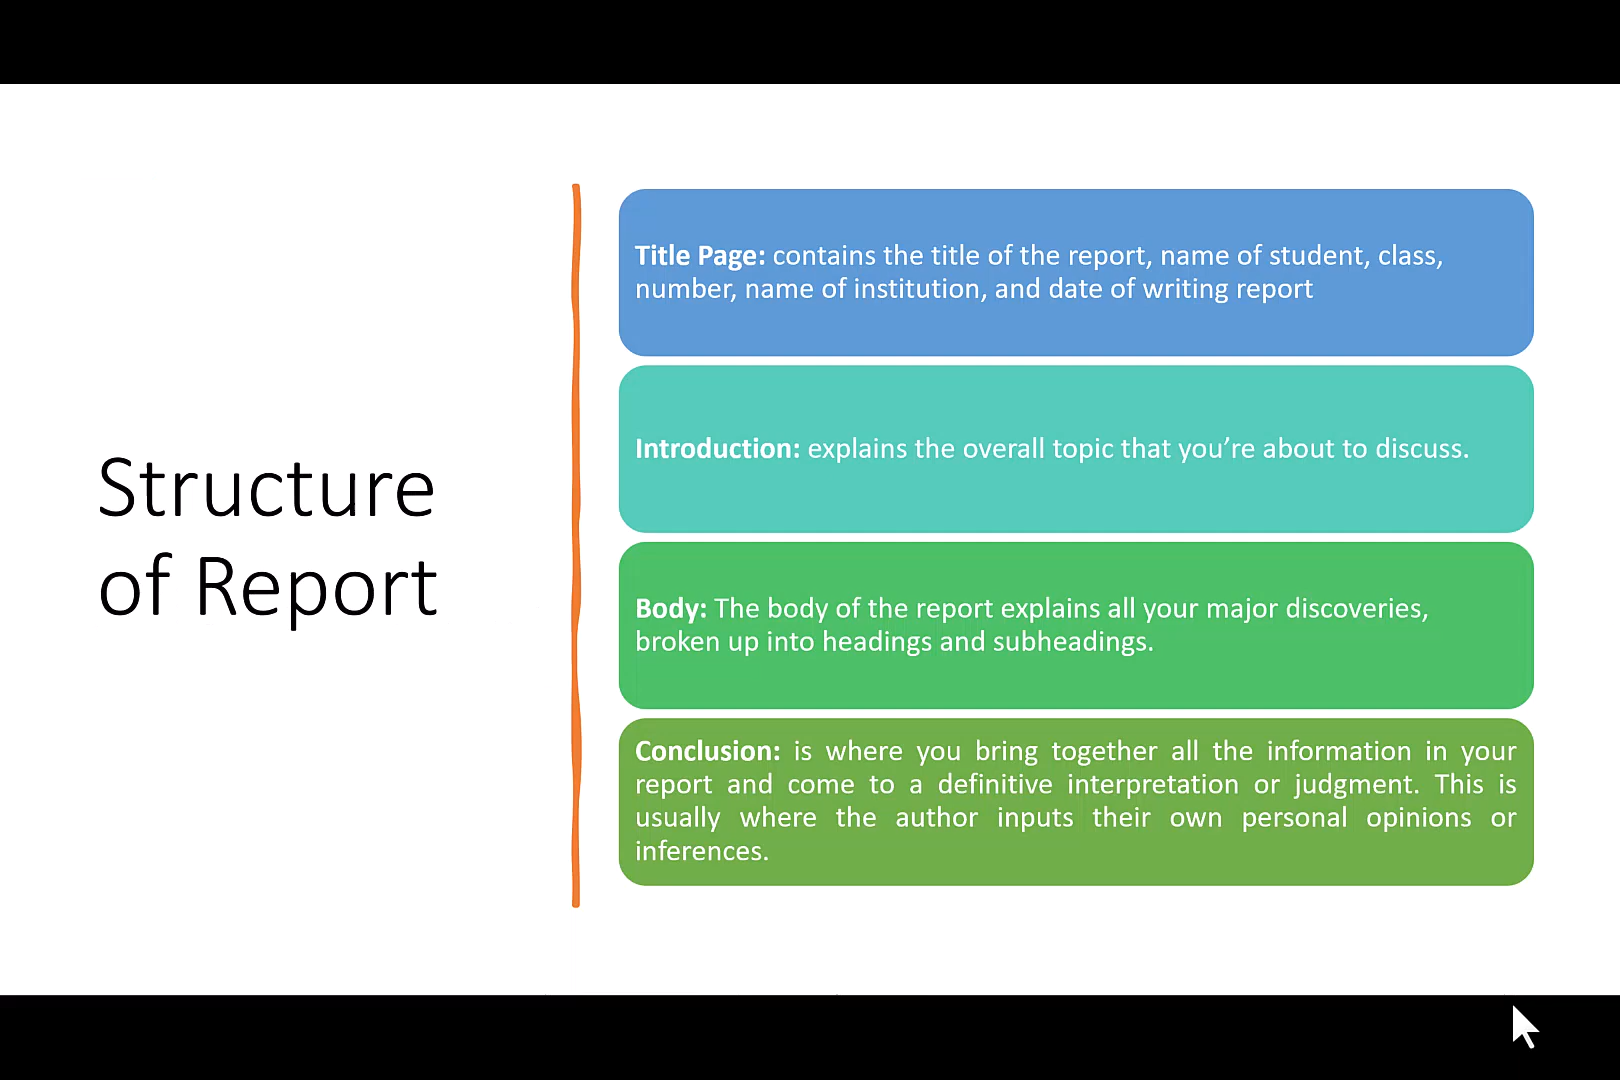 Structure
of Report
Title Page: contains the title of the report, name of student, class,
number, name of institution, and date of writing report
Introduction: explains the overall topic that you’re about to discuss.
Body: The body of the report explains all your major discoveries,
broken up into headings and subheadings.
Conclusion: is where you bring together all the information in your
report and come to a definitive interpretation or judgment. This is
usually where the author inputs their own personal opinions or
inferences.